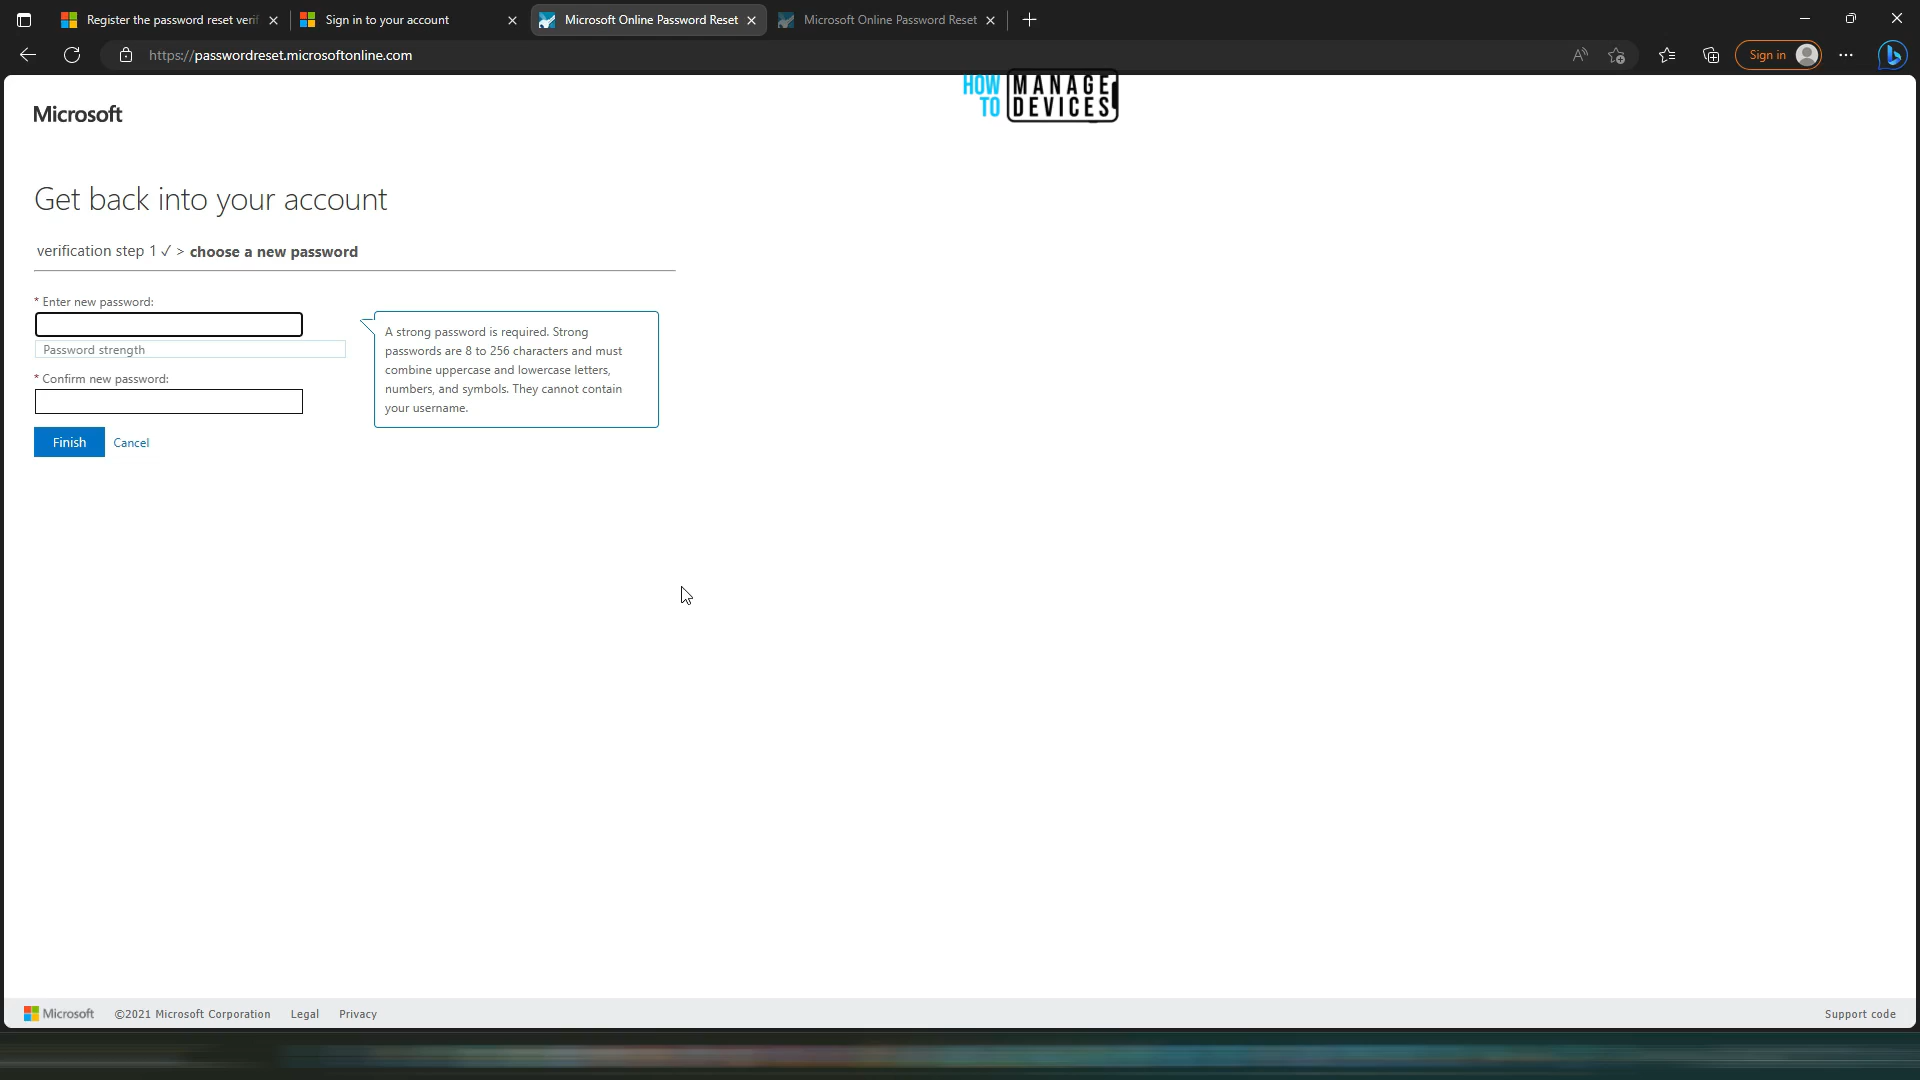 Register the password reset verif
Sign in to your account
Microsoft Online Password Reset
Microsoft Online Password Reset
https://passwordreset.microsoftonline.com
Sign in
HOW TO
MANAGE DEVICES
Microsoft
Get back into your account
verification step 1 ✓ > choose a new password
* Enter new password:
Password strength
A strong password is required. Strong
passwords are 8 to 256 characters and must
combine uppercase and lowercase letters,
numbers, and symbols. They cannot contain
your username.
* Confirm new password:
Finish Cancel
Microsoft ©2021 Microsoft Corporation Legal Privacy Support code